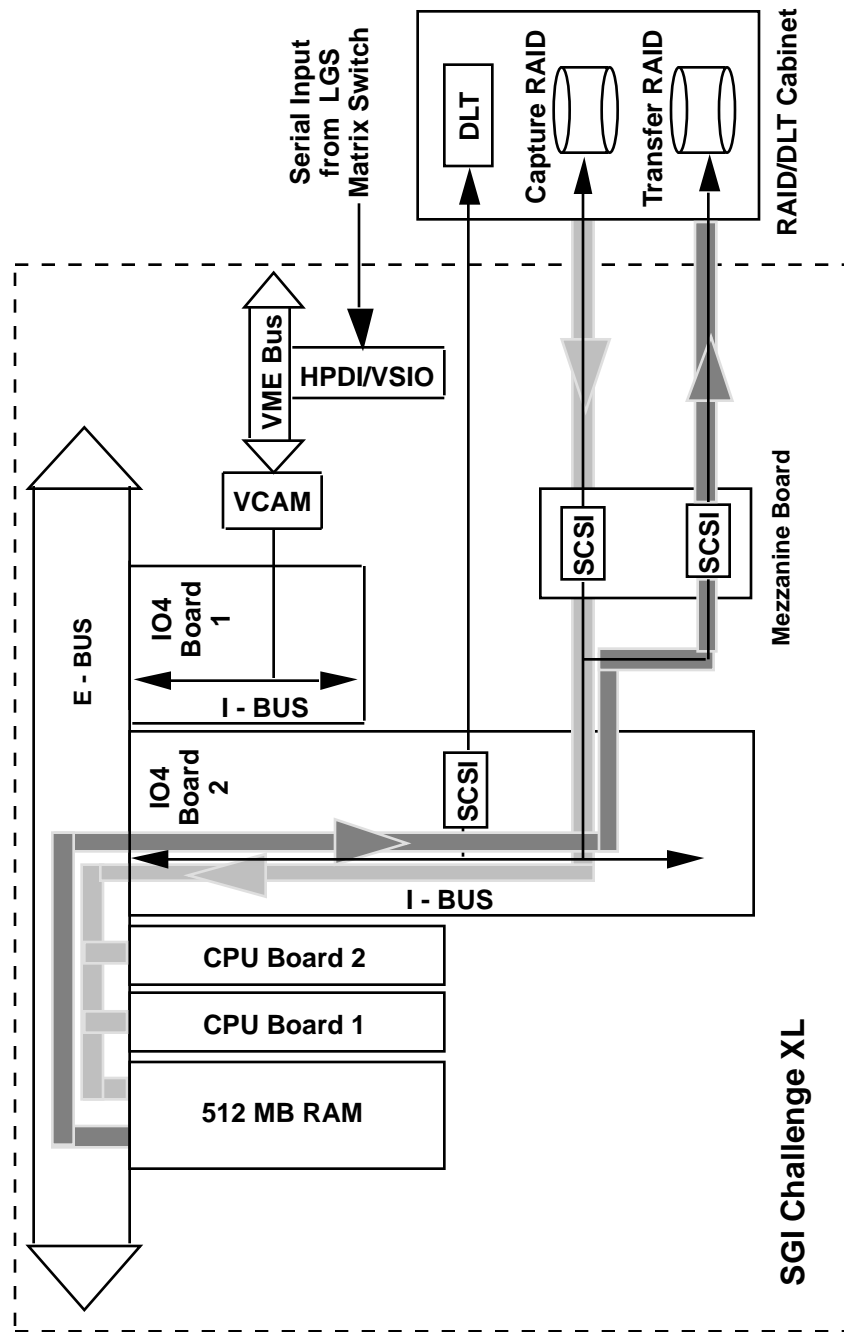 Serial Input
from LGS
Matrix Switch
DLT
Capture RAID
Transfer RAID
RAID/DLT Cabinet
VME Bus
HPDI/VSIO
VCAM
E - BUS
IO4
Board
1
I - BUS
SCSI
SCSI
Mezzanine Board
IO4
Board
2
SCSI
I - BUS
CPU Board 2
CPU Board 1
512 MB RAM
SGI Challenge XL